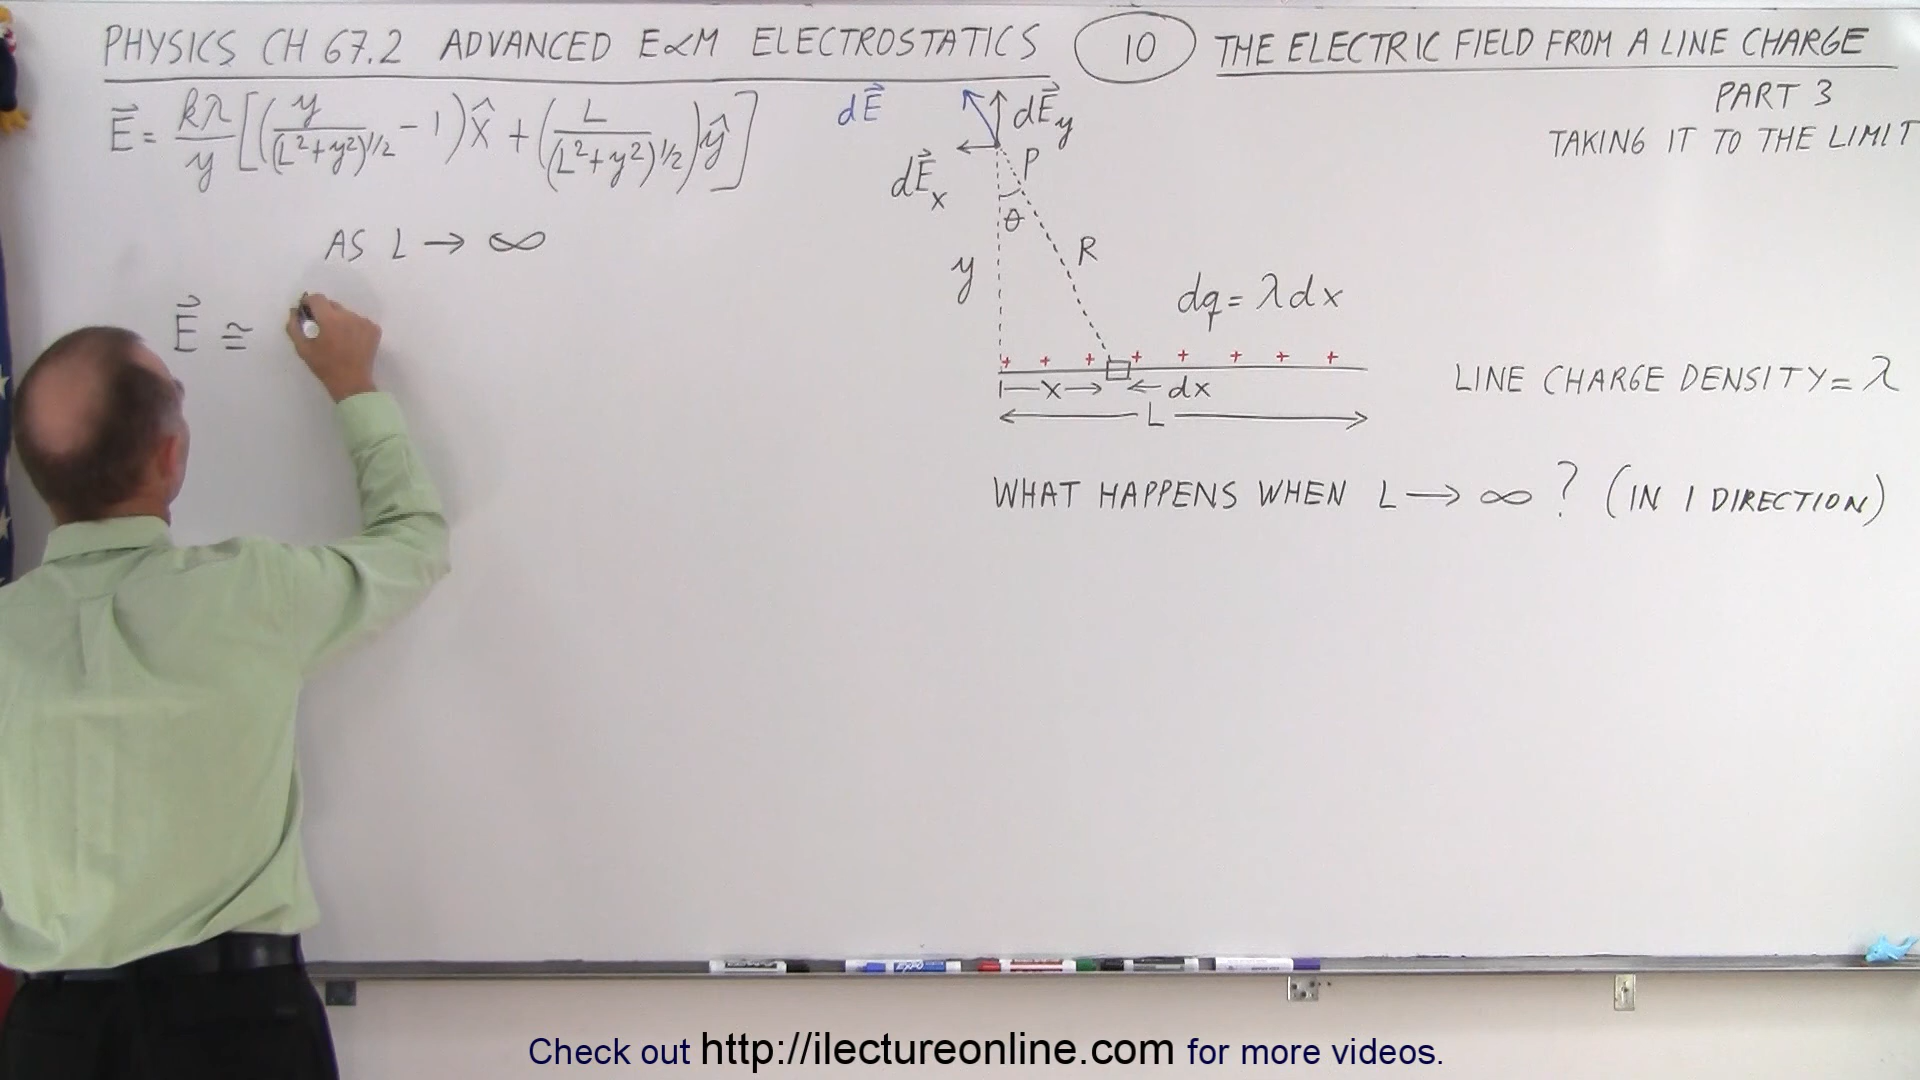 PHYSICS CH 67.2 ADVANCED E&M ELECTROSTATICS 10 THE ELECTRIC FIELD FROM A LINE CHARGE
PART 3
TAKING IT TO THE LIMIT
E⃗ = kλ/y [(y/(L²+y²)^1/2 - 1) x̂ + (L/(L²+y²)^1/2) ŷ]
AS L → ∞
E⃗ ≅
dE⃗
dE⃗y
dE⃗x
P
θ
y
R
dq = λdx
+ + + + + + + +
x dx
L
LINE CHARGE DENSITY = λ
WHAT HAPPENS WHEN L → ∞ ? (IN 1 DIRECTION)
Check out http://ilectureonline.com for more videos.